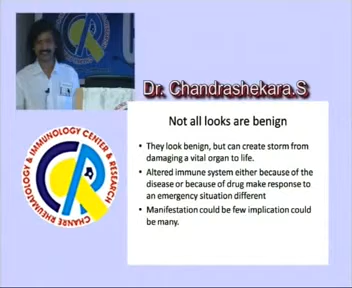 Dr. Chandrashekara.S
Not all looks are benign
• They look benign, but can create storm from
damaging a vital organ to life.
• Altered immune system either because of the
disease or because of drug make response to
an emergency situation different
• Manifestation could be few implication could
be many.
CHANRE RHEUMATOLOGY & IMMUNOLOGY CENTER & RESEARCH